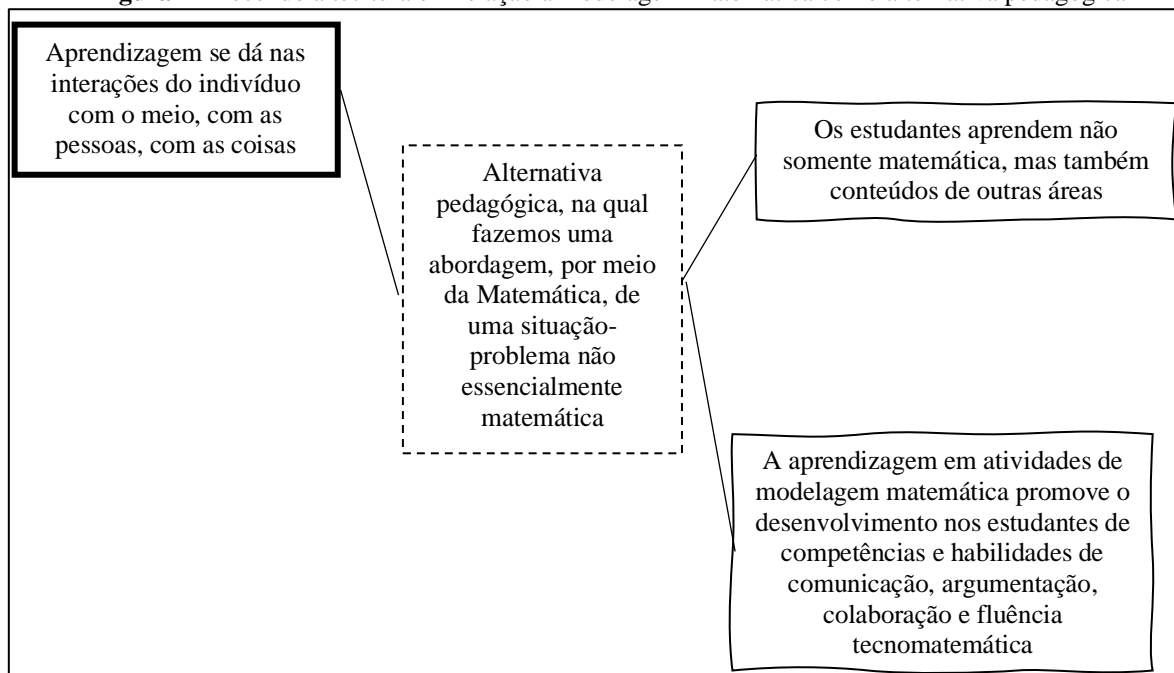 Aprendizagem se dá nas
interações do indivíduo
com o meio, com as
pessoas, com as coisas
Alternativa
pedagógica, na qual
fazemos uma
abordagem, por meio
da Matemática, de
uma situação-
problema não
essencialmente
matemática
Os estudantes aprendem não
somente matemática, mas também
conteúdos de outras áreas
A aprendizagem em atividades de
modelagem matemática promove o
desenvolvimento nos estudantes de
competências e habilidades de
comunicação, argumentação,
colaboração e fluência
tecnomatemática